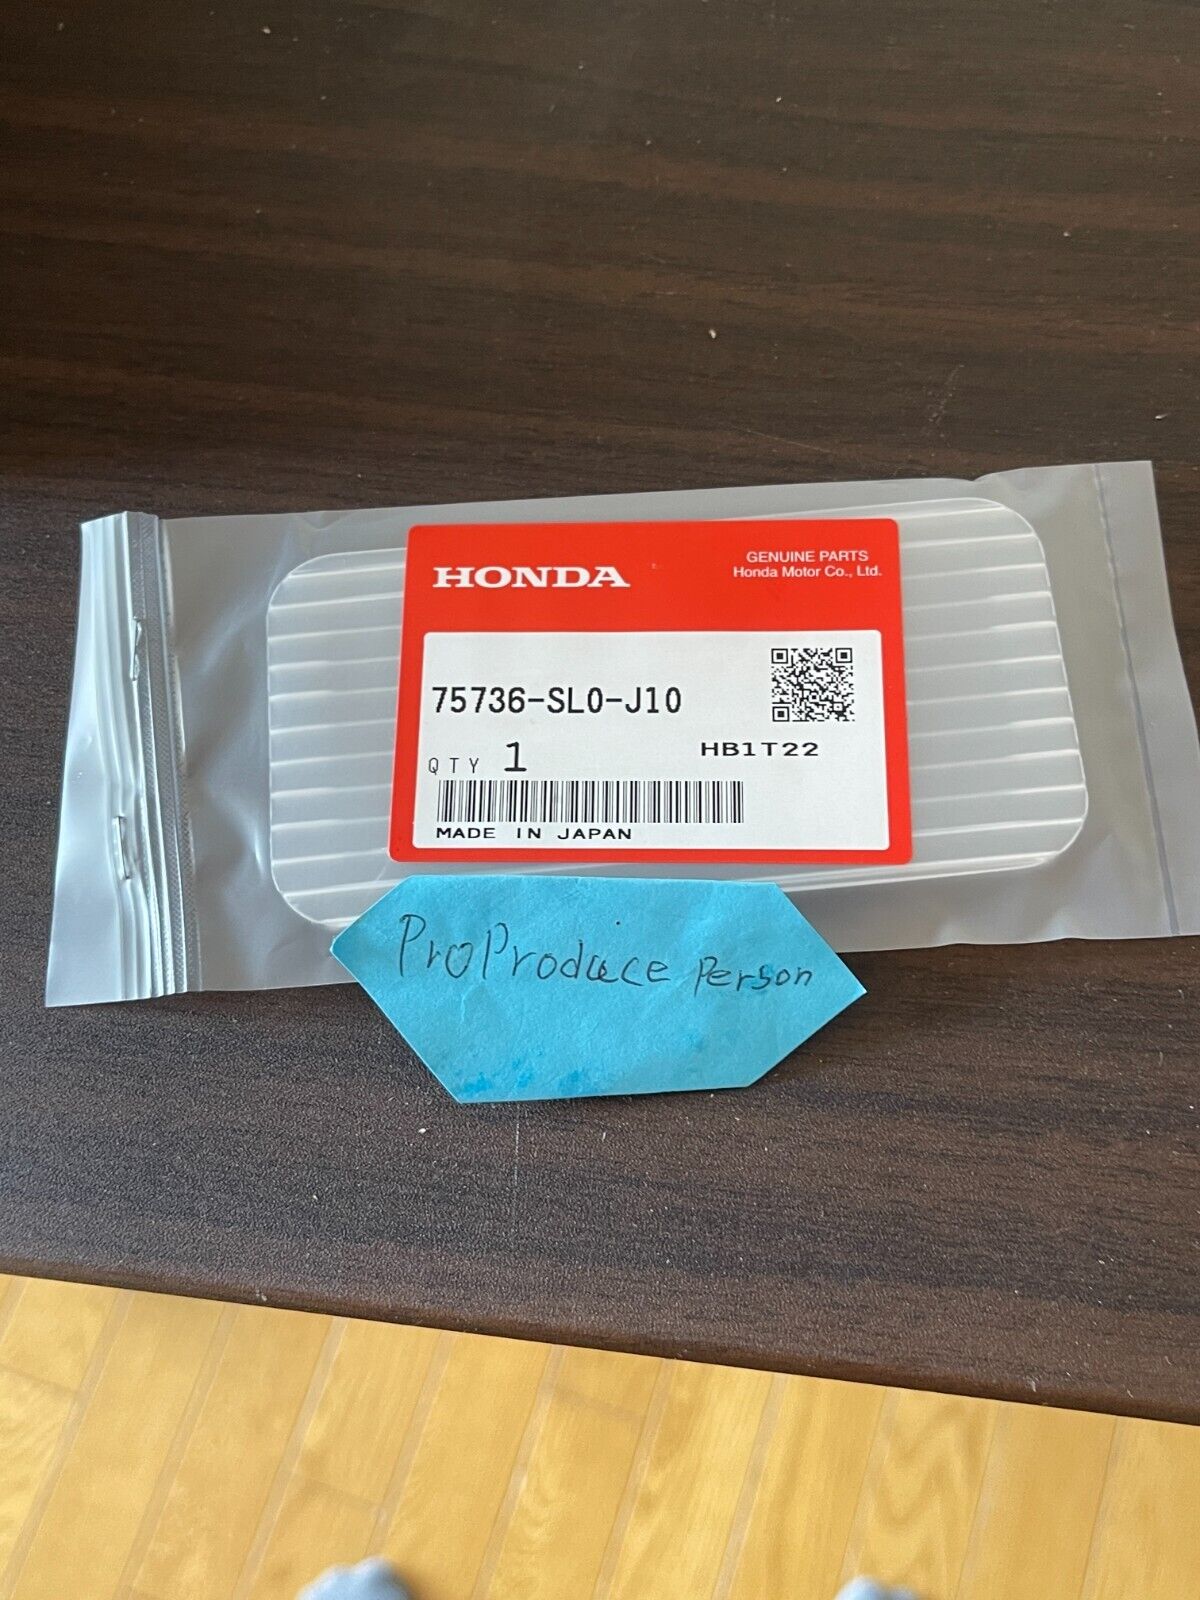 HONDA
GENUINE PARTS
Honda Motor Co., Ltd.
75736-SL0-J10
HB1T22
QTY 1
MADE IN JAPAN
ProProduce Person